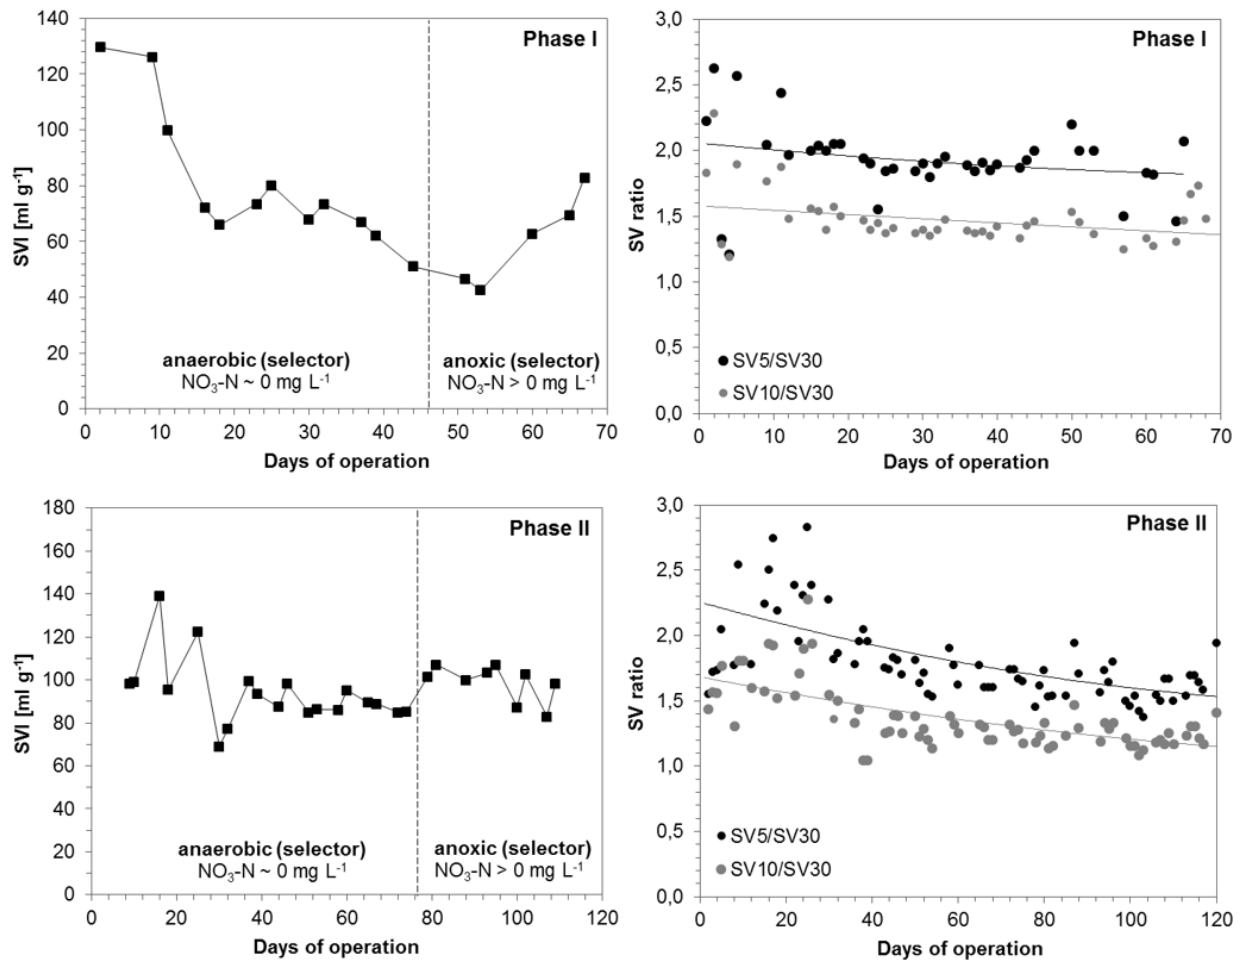 140
120
100
80
60
40
20
0
SVI [ml g⁻¹]
Phase I
anaerobic (selector)
NO₃-N ~ 0 mg L⁻¹
anoxic (selector)
NO₃-N > 0 mg L⁻¹
0 10 20 30 40 50 60 70
Days of operation
3,0
2,5
2,0
1,5
1,0
0,5
0,0
SV ratio
Phase I
SV5/SV30
SV10/SV30
0 10 20 30 40 50 60 70
Days of operation
180
160
140
120
100
80
60
40
20
0
SVI [ml g⁻¹]
Phase II
anaerobic (selector)
NO₃-N ~ 0 mg L⁻¹
anoxic (selector)
NO₃-N > 0 mg L⁻¹
0 20 40 60 80 100 120
Days of operation
3,0
2,5
2,0
1,5
1,0
0,5
0,0
SV ratio
Phase II
SV5/SV30
SV10/SV30
0 20 40 60 80 100 120
Days of operation